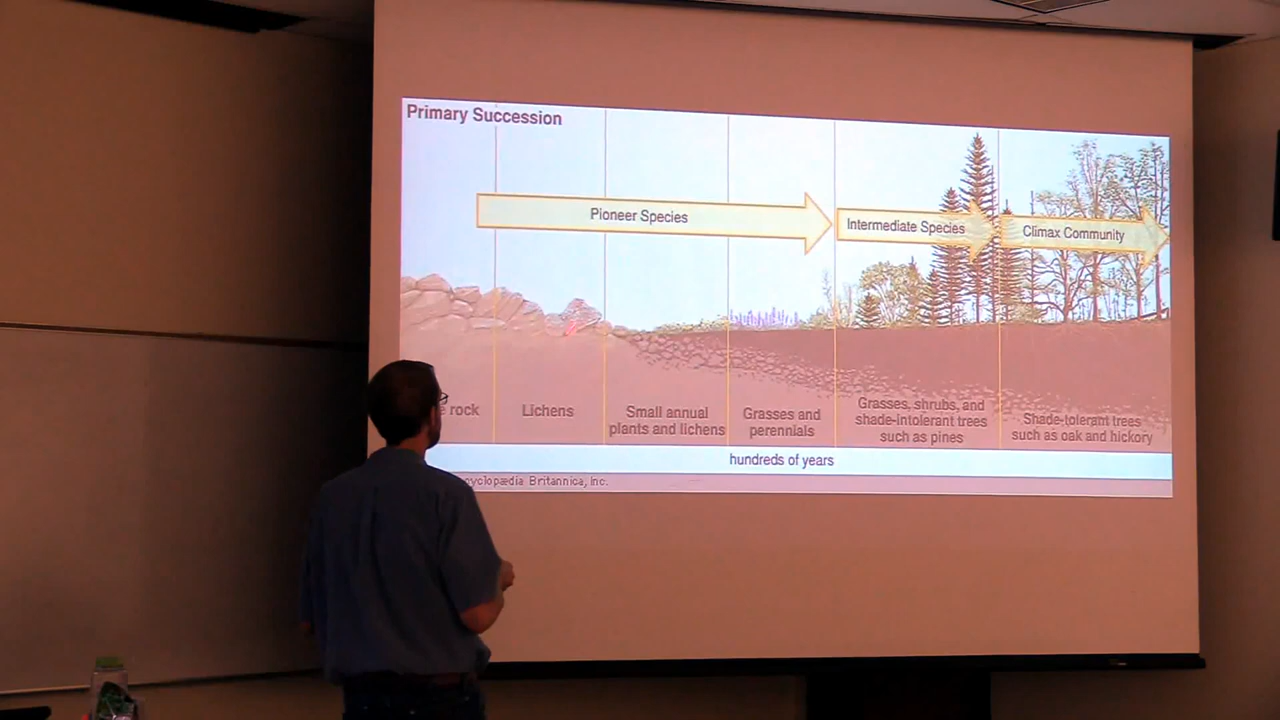 Primary Succession
Pioneer Species
Intermediate Species
Climax Community
rock
Lichens
Small annual
plants and lichens
Grasses and
perennials
Grasses, shrubs, and
shade-intolerant trees
such as pines
Shade-tolerant trees
such as oak and hickory
hundreds of years
Britannica, Inc.